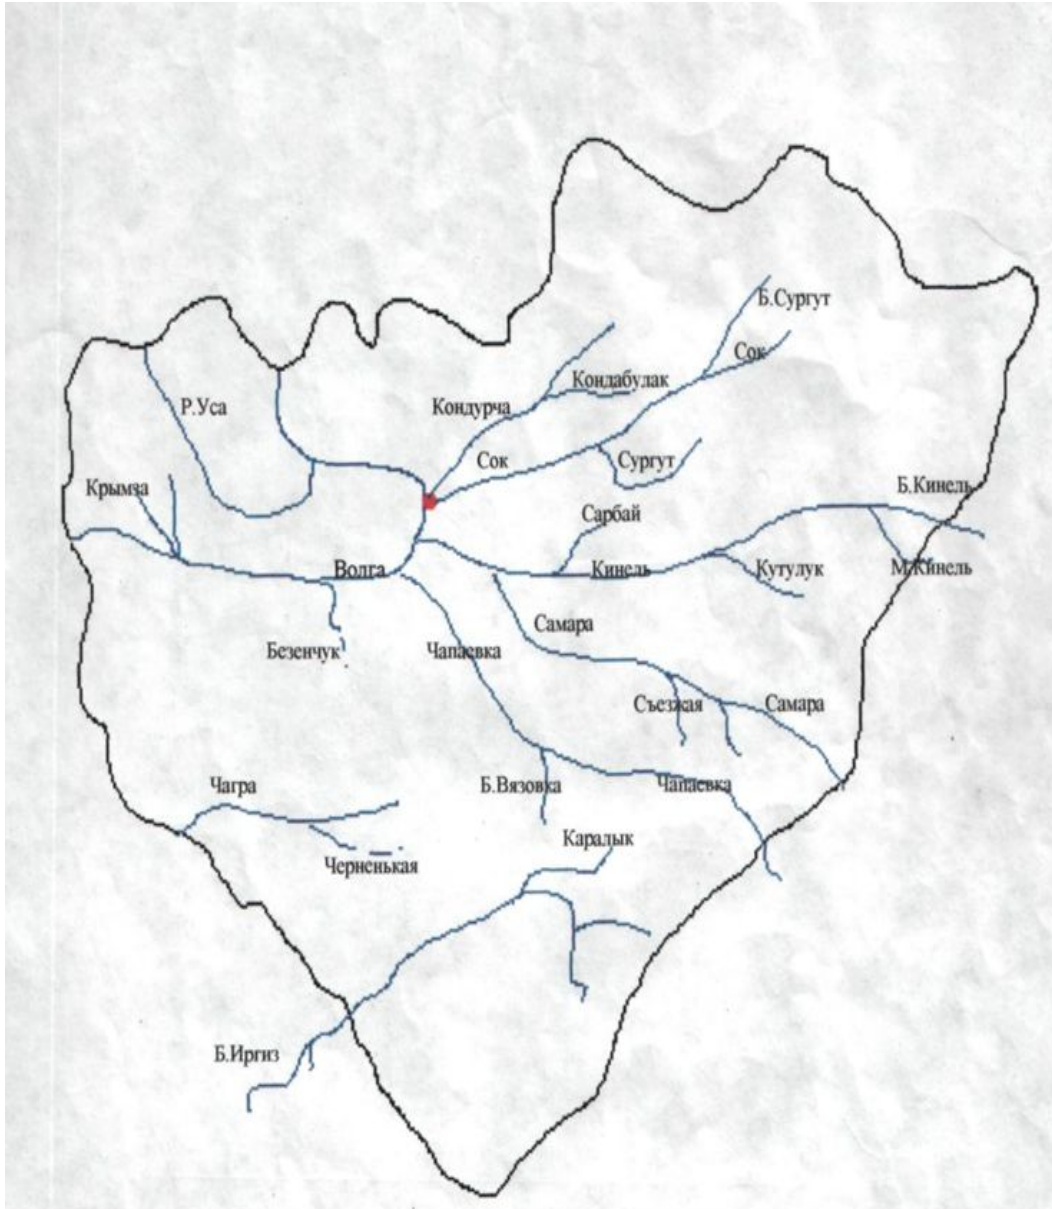 Б.Сургут
Сок
Кондабулак
Р.Уса
Кондурча
Сок
Сургут
Крымза
Б.Кинель
Сарбай
Волга
Кинель
Кутулук
М.Кинель
Самара
Безенчук
Чапаевка
Съезжая
Самара
Чагра
Б.Вязовка
Чапаевка
Каралык
Черненькая
Б.Иргиз